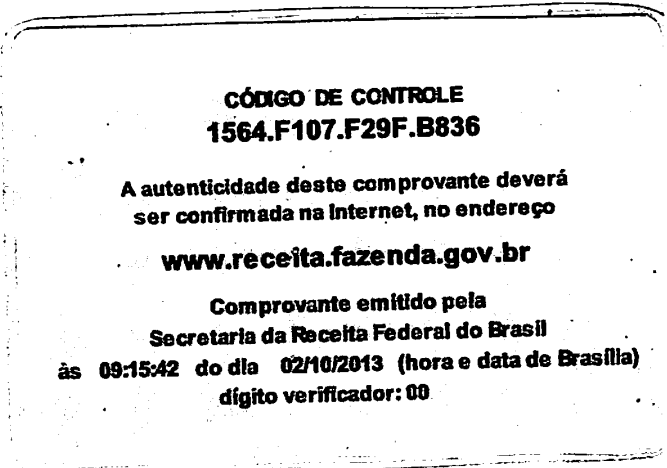 CÓDIGO DE CONTROLE
1564.F107.F29F.B836
A autenticidade deste comprovante deverá
ser confirmada na Internet, no endereço
www.receita.fazenda.gov.br
Comprovante emitido pela
Secretaria da Receita Federal do Brasil
às 09:15:42 do dia 02/10/2013 (hora e data de Brasília)
dígito verificador: 00